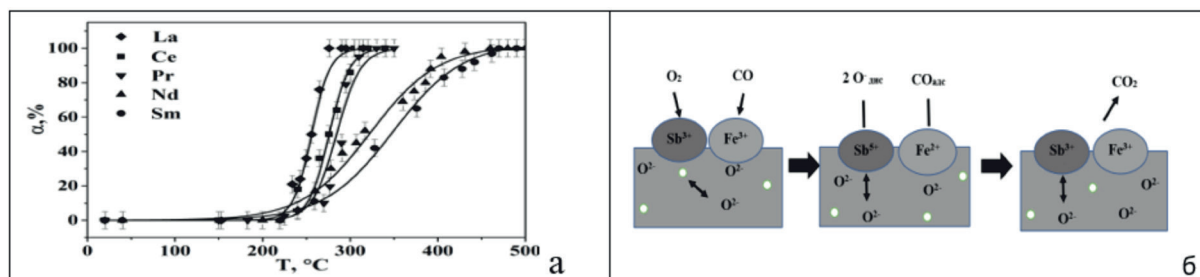 100
80
60
40
20
0
α,%
La
Ce
Pr
Nd
Sm
0 100 200 300 400 500
T, °C
а
O₂ CO
Sb³⁺ Fe³⁺
O²⁻ O²⁻
O²⁻
2 O⁻дис COадс
Sb⁵⁺ Fe²⁺
O²⁻ O²⁻
O²⁻
CO₂
Sb³⁺ Fe³⁺
O²⁻ O²⁻
O²⁻ O²⁻
б